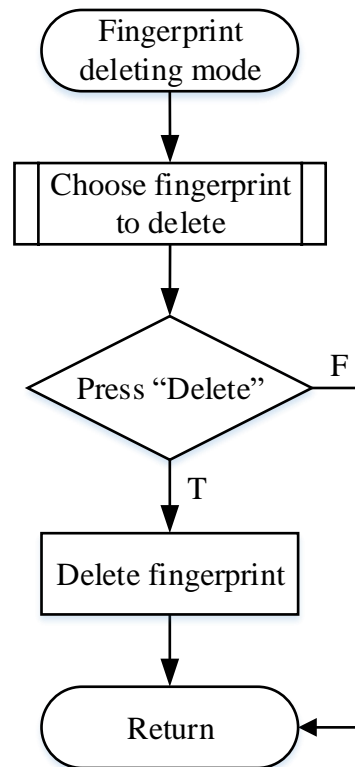 Fingerprint
deleting mode
Choose fingerprint
to delete
Press “Delete”
F
T
Delete fingerprint
Return